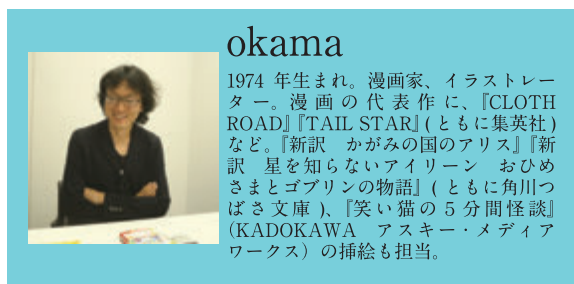 okama
1974 年生まれ。漫画家、イラストレー
ター。漫画の代表作に、『CLOTH
ROAD』『TAIL STAR』( ともに集英社 )
など。『新訳　かがみの国のアリス』『新
訳　星を知らないアイリーン　おひめ
さまとゴブリンの物語』( ともに角川つ
ばさ文庫 )、『笑い猫の５分間怪談』
(KADOKAWA　アスキー・メディア
ワークス）の挿絵も担当。